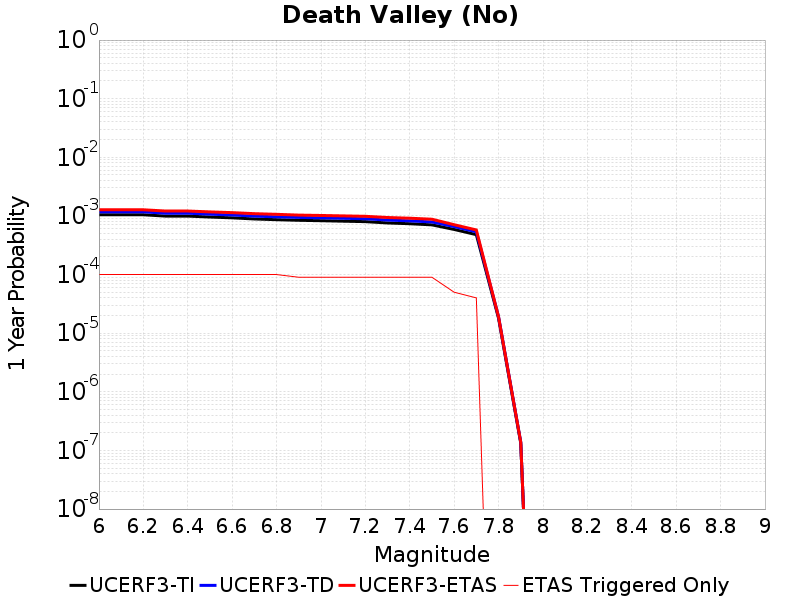 Death Valley (No)
1 Year Probability
10^0
10^-1
10^-2
10^-3
10^-4
10^-5
10^-6
10^-7
10^-8
6 6.2 6.4 6.6 6.8 7 7.2 7.4 7.6 7.8 8 8.2 8.4 8.6 8.8 9
Magnitude
UCERF3-TI UCERF3-TD UCERF3-ETAS ETAS Triggered Only